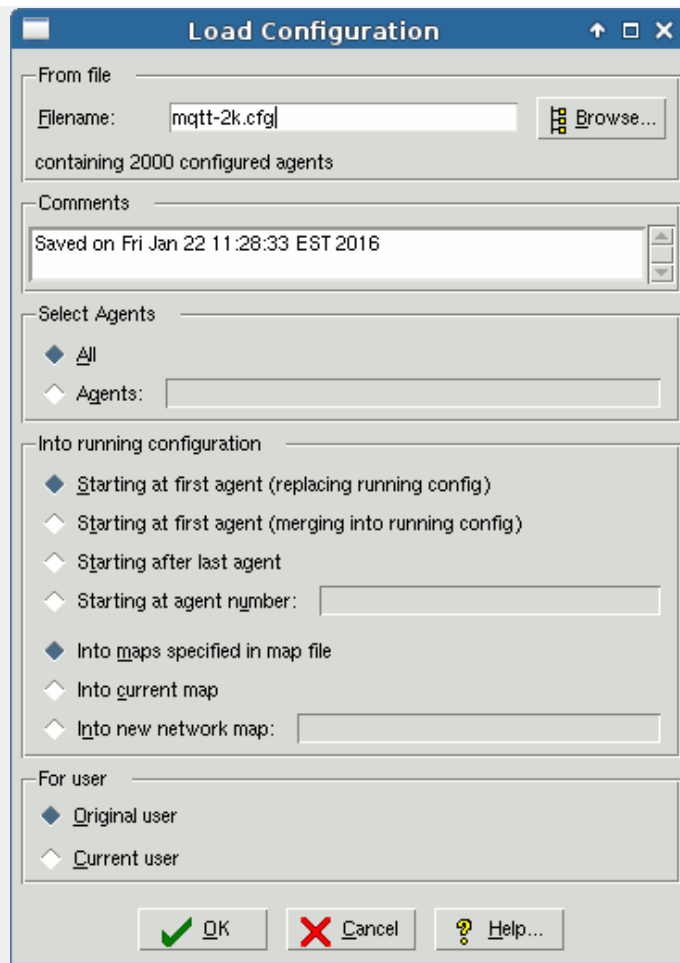 Load Configuration
From file
Filename: mqtt-2k.cfg Browse...
containing 2000 configured agents
Comments
Saved on Fri Jan 22 11:28:33 EST 2016
Select Agents
All
Agents:
Into running configuration
Starting at first agent (replacing running config)
Starting at first agent (merging into running config)
Starting after last agent
Starting at agent number:
Into maps specified in map file
Into current map
Into new network map:
For user
Original user
Current user
OK Cancel Help...